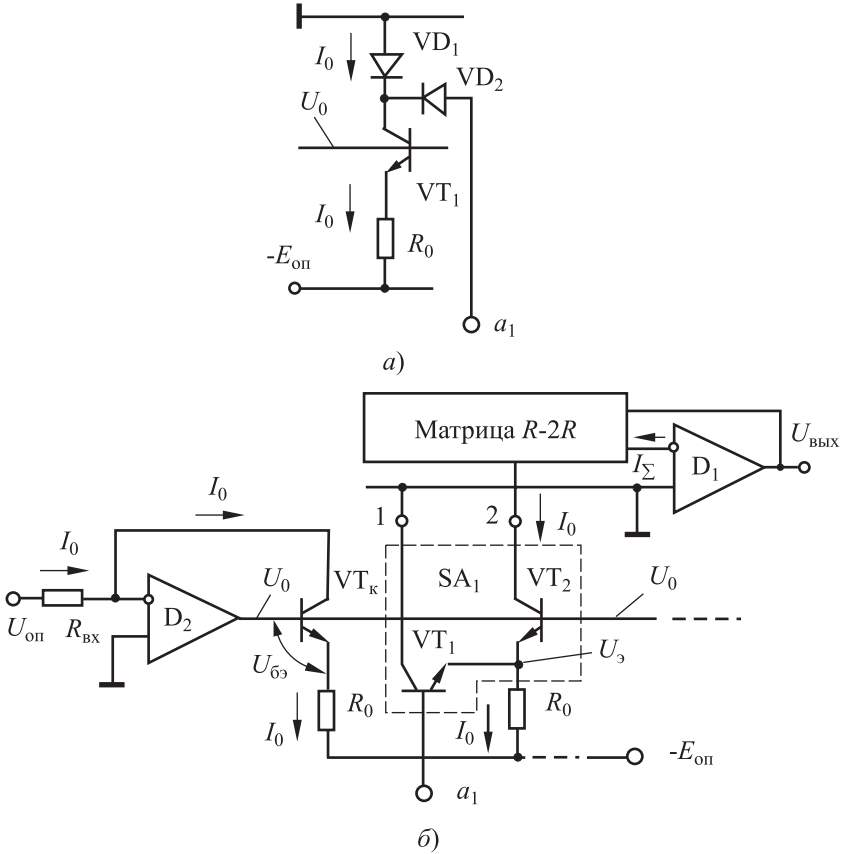 I₀ VD₁
VD₂
U₀
VT₁
I₀
R₀
-Eоп
a₁
а)
Матрица R-2R
Uвых
I∑ D₁
I₀
1 2 I₀
I₀
SA₁
U₀ VTк VT₂ U₀
D₂
Uоп Rвх
VT₁
Uбэ Uэ
R₀ R₀
I₀ I₀
-Eоп
a₁
б)